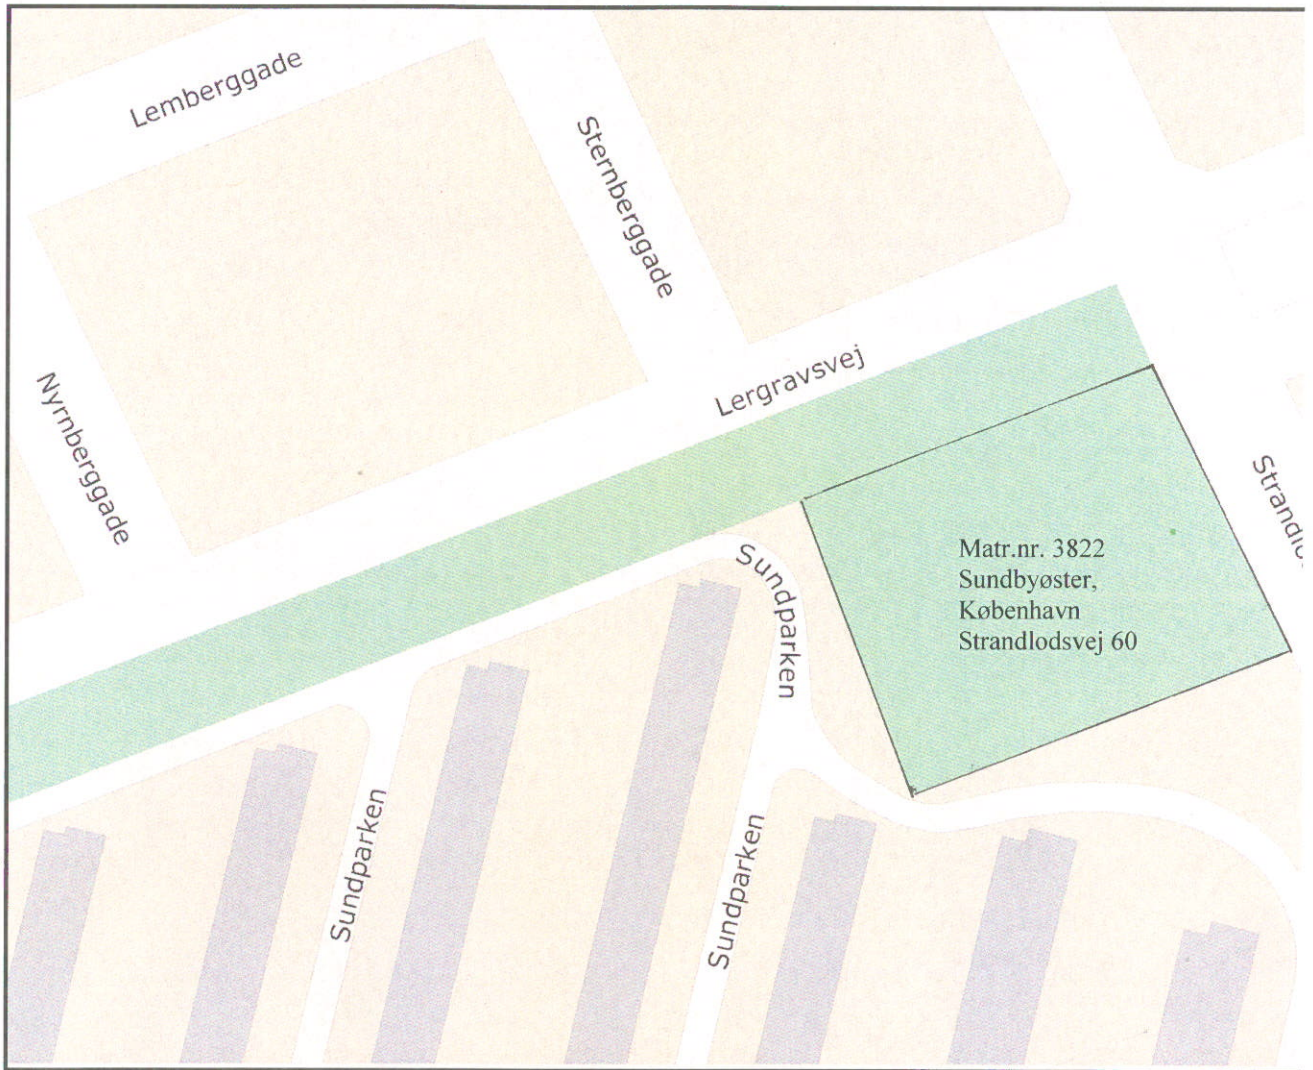 Lemberggade
Sternberggade
Nyrnberggade
Lergravsvej
Sundparken
Matr.nr. 3822
Sundbyøster,
København
Strandlodsvej 60
Sundparken
Sundparken